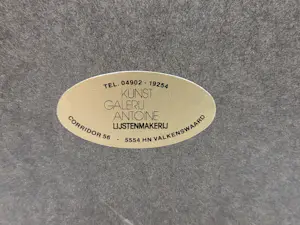 TEL. 04902 - 19254
KUNST
GALERIJ
ANTOINE
LIJSTENMAKERIJ
CORRIDOR 56 - 5554 HN VALKENSWAARD